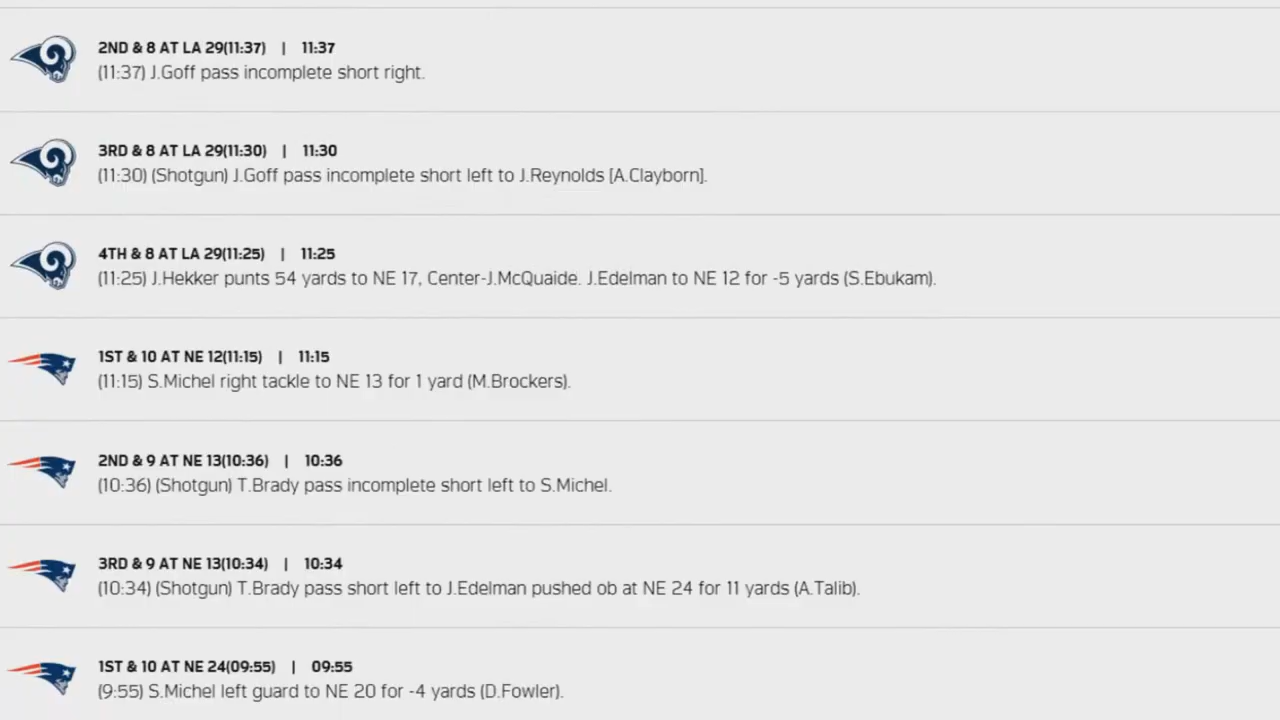 2ND & 8 AT LA 29(11:37) | 11:37
(11:37) J.Goff pass incomplete short right.
3RD & 8 AT LA 29(11:30) | 11:30
(11:30) (Shotgun) J.Goff pass incomplete short left to J.Reynolds [A.Clayborn].
4TH & 8 AT LA 29(11:25) | 11:25
(11:25) J.Hekker punts 54 yards to NE 17, Center-J.McQuaide. J.Edelman to NE 12 for -5 yards (S.Ebukam).
1ST & 10 AT NE 12(11:15) | 11:15
(11:15) S.Michel right tackle to NE 13 for 1 yard (M.Brockers).
2ND & 9 AT NE 13(10:36) | 10:36
(10:36) (Shotgun) T.Brady pass incomplete short left to S.Michel.
3RD & 9 AT NE 13(10:34) | 10:34
(10:34) (Shotgun) T.Brady pass short left to J.Edelman pushed ob at NE 24 for 11 yards (A.Talib).
1ST & 10 AT NE 24(09:55) | 09:55
(9:55) S.Michel left guard to NE 20 for -4 yards (D.Fowler).